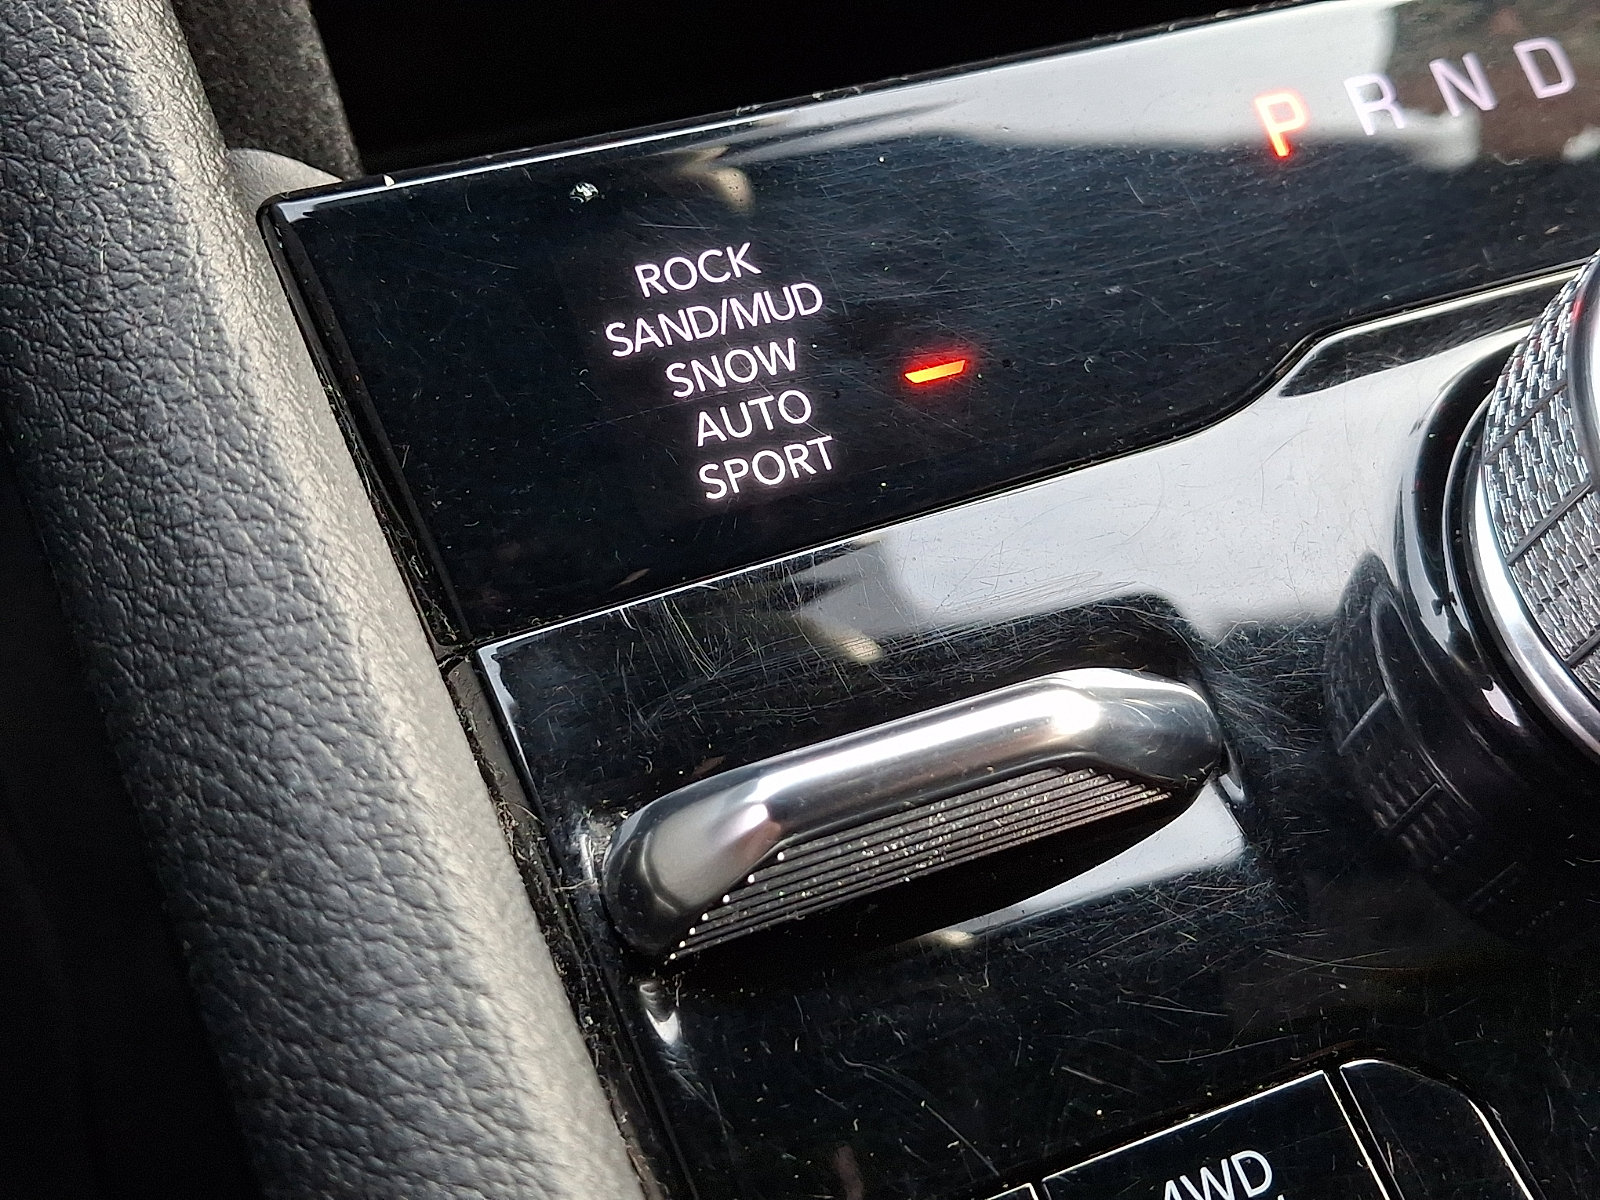 P R N D
ROCK
SAND/MUD
SNOW
AUTO
SPORT
4WD